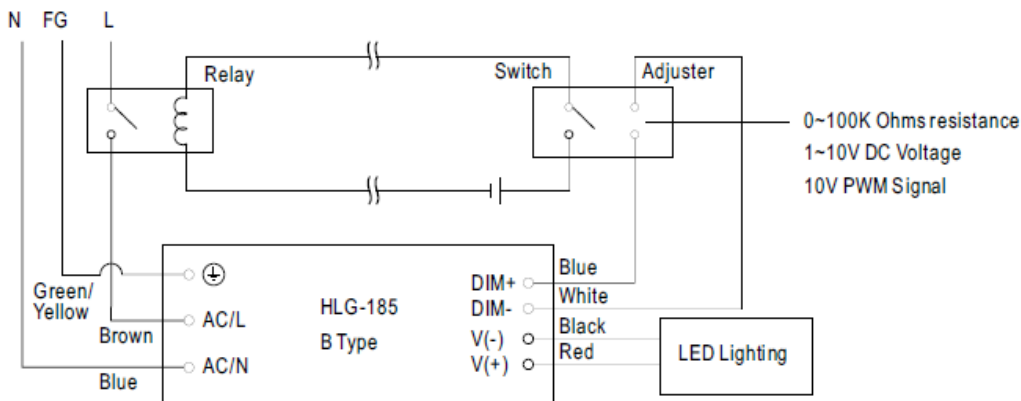 N FG L
Relay
Switch
Adjuster
0~100K Ohms resistance
1~10V DC Voltage
10V PWM Signal
Green/
Yellow
Brown
Blue
AC/L
AC/N
HLG-185
B Type
DIM+
DIM-
V(-)
V(+)
Blue
White
Black
Red
LED Lighting